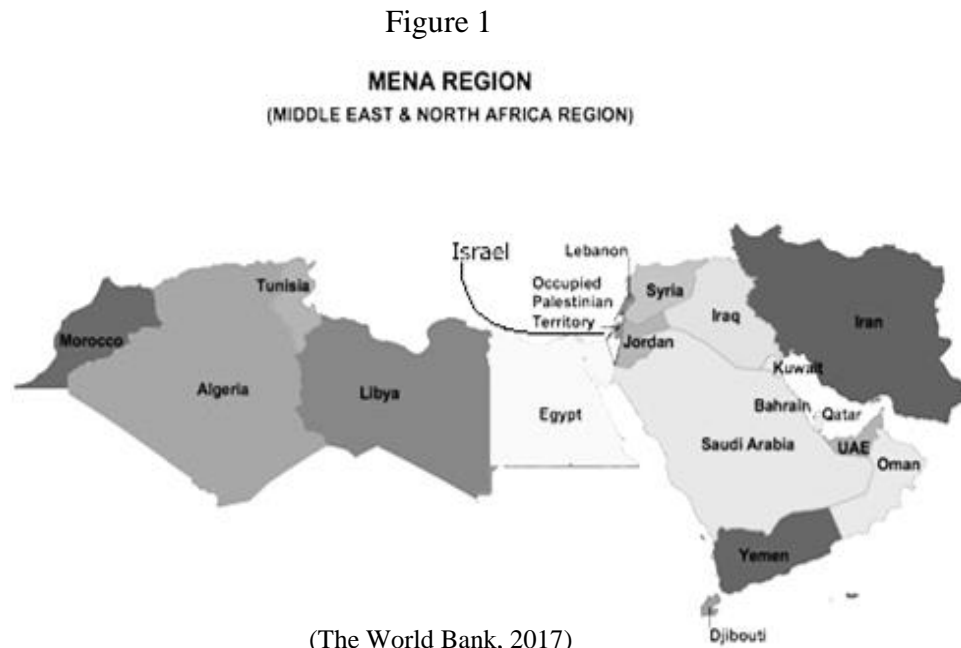 Figure 1
MENA REGION
(MIDDLE EAST & NORTH AFRICA REGION)
Israel
Lebanon
Occupied
Palestinian
Territory
Tunisia
Syria
Iraq
Iran
Morocco
Jordan
Kuwait
Algeria
Libya
Egypt
Bahrain
Qatar
Saudi Arabia
UAE
Oman
Yemen
Djibouti
(The World Bank, 2017)